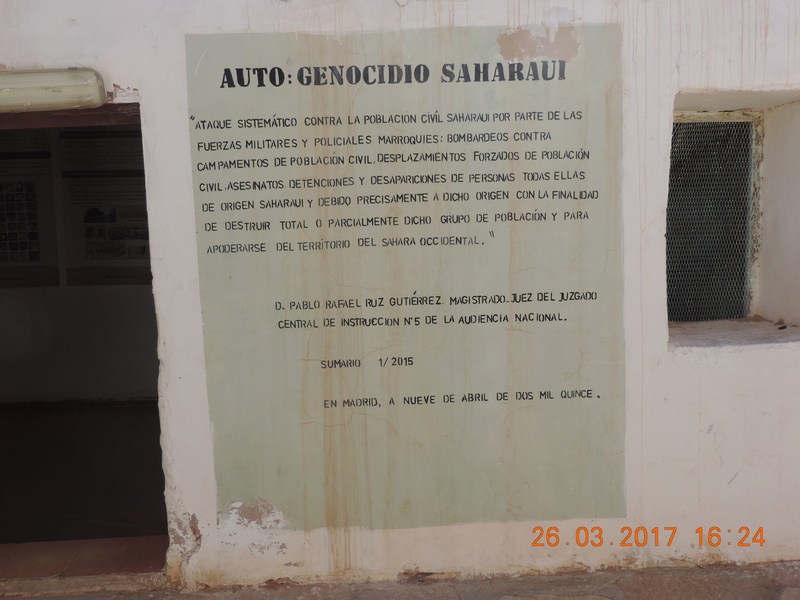 AUTO: GENOCIDIO SAHARAUI
"ATAQUE SISTEMÁTICO CONTRA LA POBLACIÓN CIVÍL SAHARAUI POR PARTE DE LAS
FUERZAS MILITARES Y POLICIALES MARROQUIES: BOMBARDEOS CONTRA
CAMPAMENTOS DE POBLACIÓN CIVIL, DESPLAZAMIENTOS FORZADOS DE POBLACIÓN
CIVIL, ASESINATOS DETENCIONES Y DESAPARICIONES DE PERSONAS TODAS ELLAS
DE ORIGEN SAHARAUI Y DEBIDO PRECISAMENTE A DICHO ORIGEN CON LA FINALIDAD
DE DESTRUIR TOTAL O PARCIALMENTE DICHO GRUPO DE POBLACIÓN Y PARA
APODERARSE DEL TERRÍTORIO DEL SAHARA OCCIDENTAL."
D. PABLO RAFAEL RUZ GUTIÉRREZ. MAGISTRADO-JUEZ DEL JUZGADO
CENTRAL DE INSTRUCCION Nº5 DE LA AUDIENCIA NACIONAL.
SUMARIO 1/2015
EN MADRID, A NUEVE DE ABRIL DE DOS MIL QUINCE.
26.03.2017 16:24